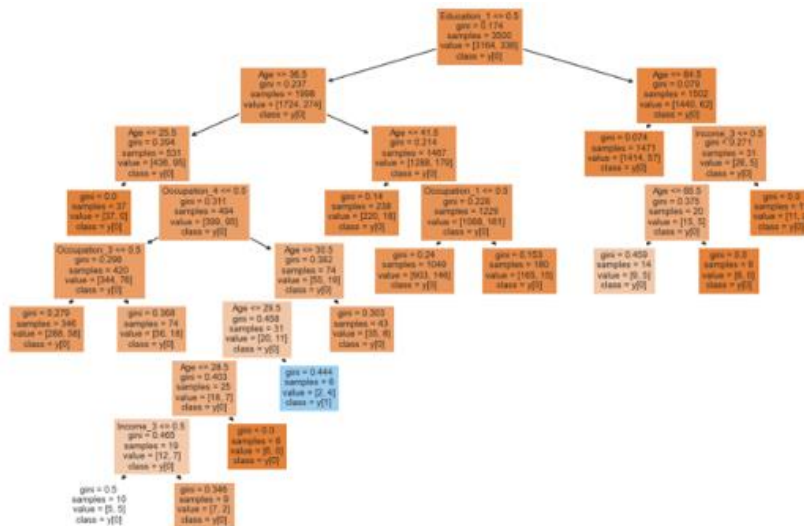 Education_1 <= 0.5
gini = 0.174
samples = 3500
value = [3164, 336]
class = y[0]
Age <= 36.5
gini = 0.237
samples = 1998
value = [1724, 274]
class = y[0]
Age <= 64.5
gini = 0.079
samples = 1502
value = [1440, 62]
class = y[0]
Age <= 25.5
gini = 0.294
samples = 531
value = [436, 95]
class = y[0]
Age <= 41.5
gini = 0.214
samples = 1467
value = [1288, 179]
class = y[0]
gini = 0.074
samples = 1471
value = [1414, 57]
class = y[0]
Income_3 <= 0.5
gini = 0.271
samples = 31
value = [26, 5]
class = y[0]
gini = 0.0
samples = 37
value = [37, 0]
class = y[0]
Occupation_4 <= 0.5
gini = 0.311
samples = 494
value = [399, 95]
class = y[0]
gini = 0.14
samples = 238
value = [220, 18]
class = y[0]
Occupation_1 <= 0.5
gini = 0.228
samples = 1229
value = [1068, 161]
class = y[0]
Age <= 65.5
gini = 0.375
samples = 20
value = [15, 5]
class = y[0]
gini = 0.0
value = [11,
class = y[0]
Occupation_3 <= 0.5
gini = 0.296
samples = 420
value = [344, 76]
class = y[0]
Age <= 30.5
gini = 0.382
samples = 74
value = [55, 19]
class = y[0]
gini = 0.24
samples = 1049
value = [903, 146]
class = y[0]
gini = 0.153
samples = 180
value = [165, 15]
class = y[0]
gini = 0.459
samples = 14
value = [9, 5]
class = y[0]
gini = 0.0
samples = 6
value = [6, 0]
class = y[0]
gini = 0.279
samples = 346
value = [288, 58]
class = y[0]
gini = 0.368
samples = 74
value = [56, 18]
class = y[0]
Age <= 29.5
gini = 0.458
samples = 31
value = [20, 11]
class = y[0]
gini = 0.303
samples = 43
value = [35, 8]
class = y[0]
Age <= 28.5
gini = 0.403
samples = 25
value = [18, 7]
class = y[0]
gini = 0.444
samples = 6
value = [2, 4]
class = y[1]
Income_3 <= 0.5
gini = 0.465
samples = 19
value = [12, 7]
class = y[0]
gini = 0.0
samples = 6
value = [6, 0]
class = y[0]
gini = 0.5
samples = 10
value = [5, 5]
class = y[0]
gini = 0.346
samples = 9
value = [7, 2]
class = y[0]